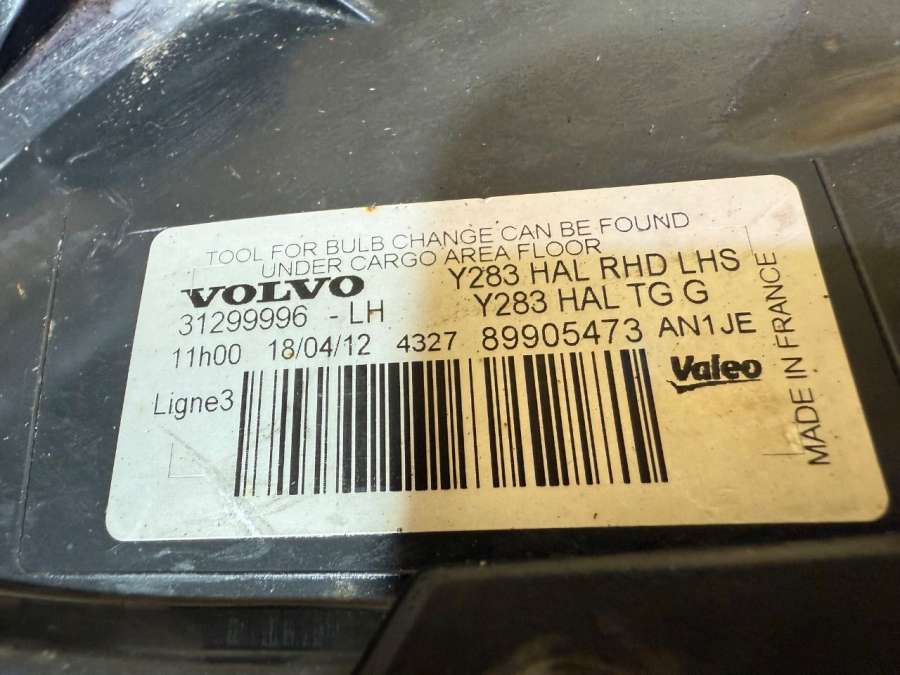 TOOL FOR BULB CHANGE CAN BE FOUND
UNDER CARGO AREA FLOOR
VOLVO
Y283 HAL RHD LHS
31299996 - LH
Y283 HAL TG G
11h00 18/04/12 4327 89905473 AN1JE
Ligne3
Valeo
MADE IN FRANCE